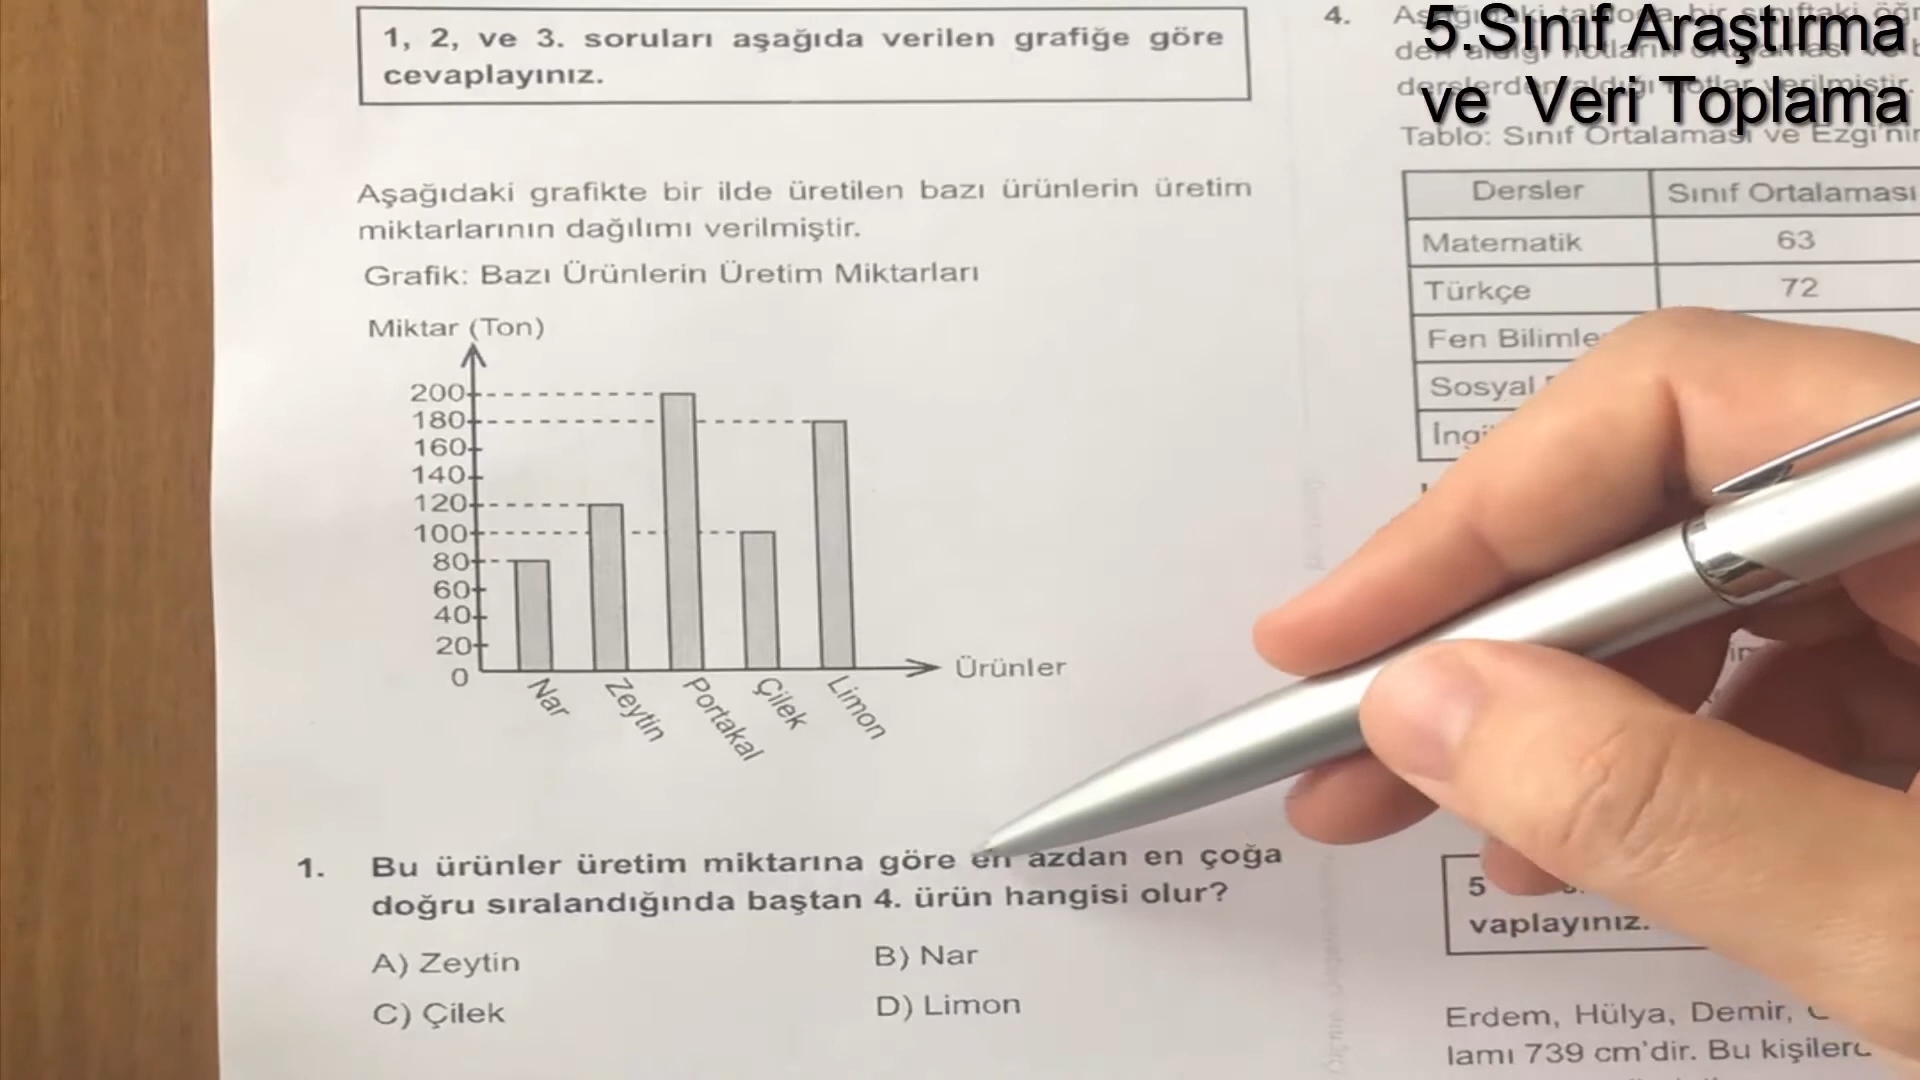 1, 2, ve 3. soruları aşağıda verilen grafiğe göre
cevaplayınız.
Aşağıdaki grafikte bir ilde üretilen bazı ürünlerin üretim
miktarlarının dağılımı verilmiştir.
Grafik: Bazı Ürünlerin Üretim Miktarları
Miktar (Ton)
200
180
160
140
120
100
80
60
40
20
0
Nar
Zeytin
Portakal
Çilek
Limon
Ürünler
1. Bu ürünler üretim miktarına göre en azdan en çoğa
doğru sıralandığında baştan 4. ürün hangisi olur?
A) Zeytin
B) Nar
C) Çilek
D) Limon
5.Sınıf Araştırma
ve Veri Toplama
4.
Tablo: Sınıf Ortalaması ve Ezgi'nin
Dersler Sınıf Ortalaması
Matematik 63
Türkçe 72
Fen
Sosyal
5
vaplayınız.
Erdem, Hülya, Demir,
lamı 739 cm'dir. Bu